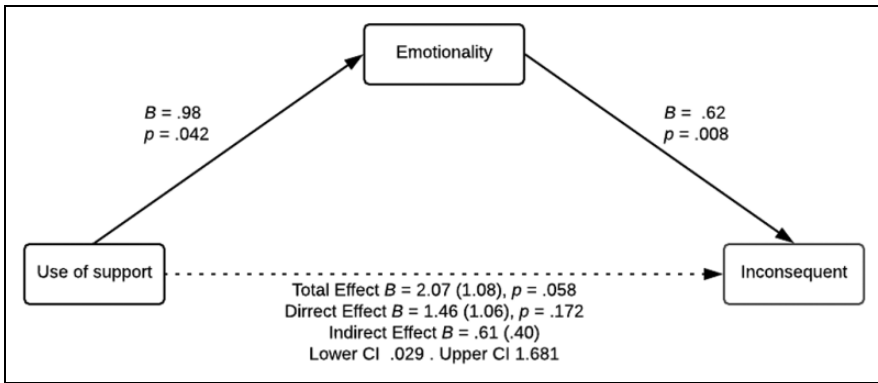 Emotionality
B = .98
p = .042
B = .62
p = .008
Use of support
Inconsequent
Total Effect B = 2.07 (1.08), p = .058
Dirrect Effect B = 1.46 (1.06), p = .172
Indirect Effect B = .61 (.40)
Lower CI .029 . Upper CI 1.681